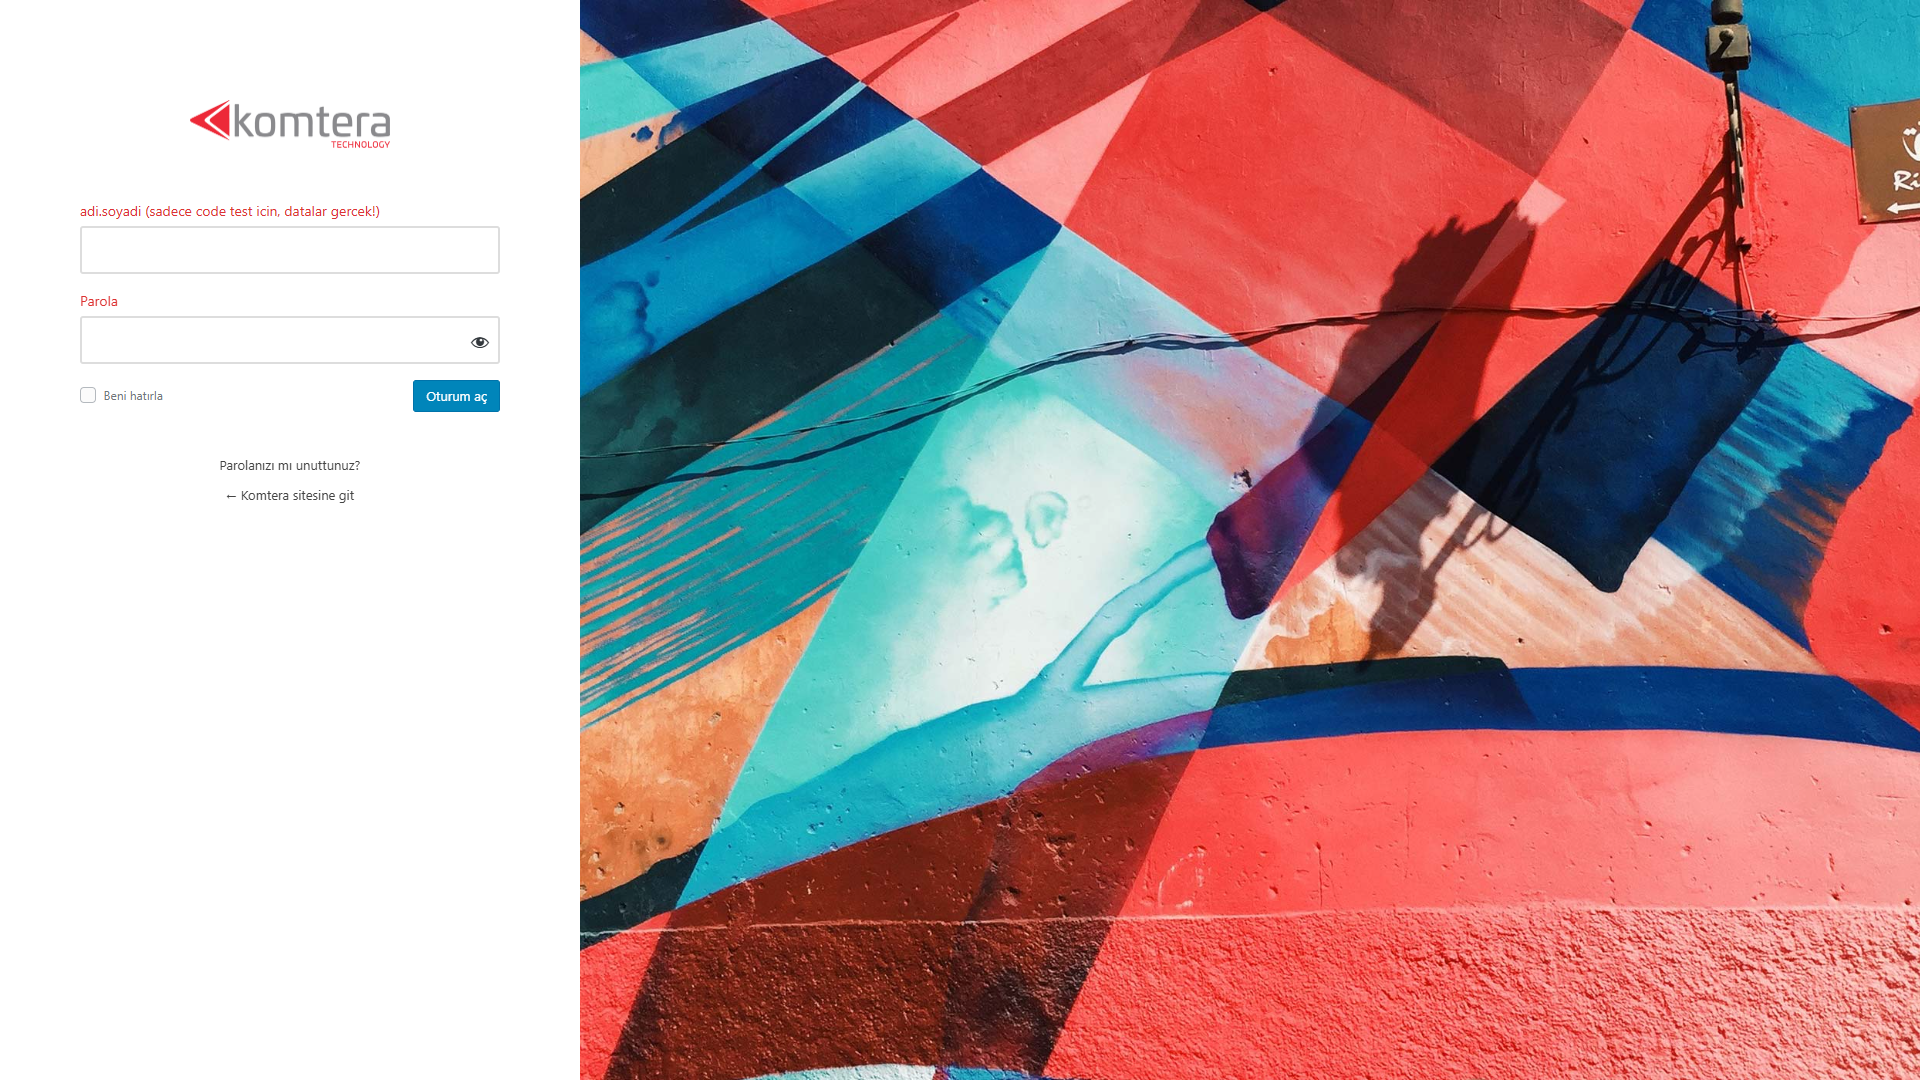 komtera
TECHNOLOGY
adi.soyadi (sadece code test icin, datalar gercek!)
Parola
Beni hatırla
Oturum aç
Parolanızı mı unuttunuz?
← Komtera sitesine git